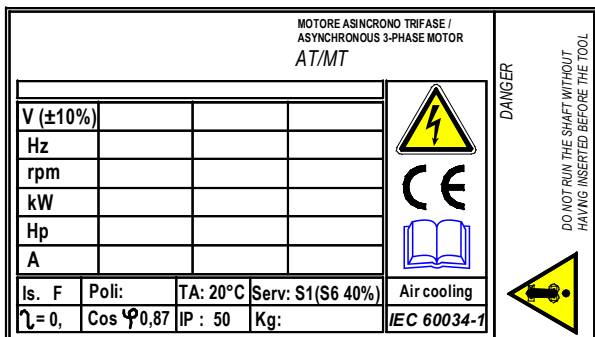 MOTORE ASINCRONO TRIFASE /
ASYNCHRONOUS 3-PHASE MOTOR
AT/MT
V (±10%)
Hz
rpm
kW
Hp
A
CE
Is. F Poli: TA: 20°C Serv: S1(S6 40%) Air cooling
η= 0, Cos φ0,87 IP : 50 Kg: IEC 60034-1
DANGER
DO NOT RUN THE SHAFT WITHOUT
HAVING INSERTED BEFORE THE TOOL